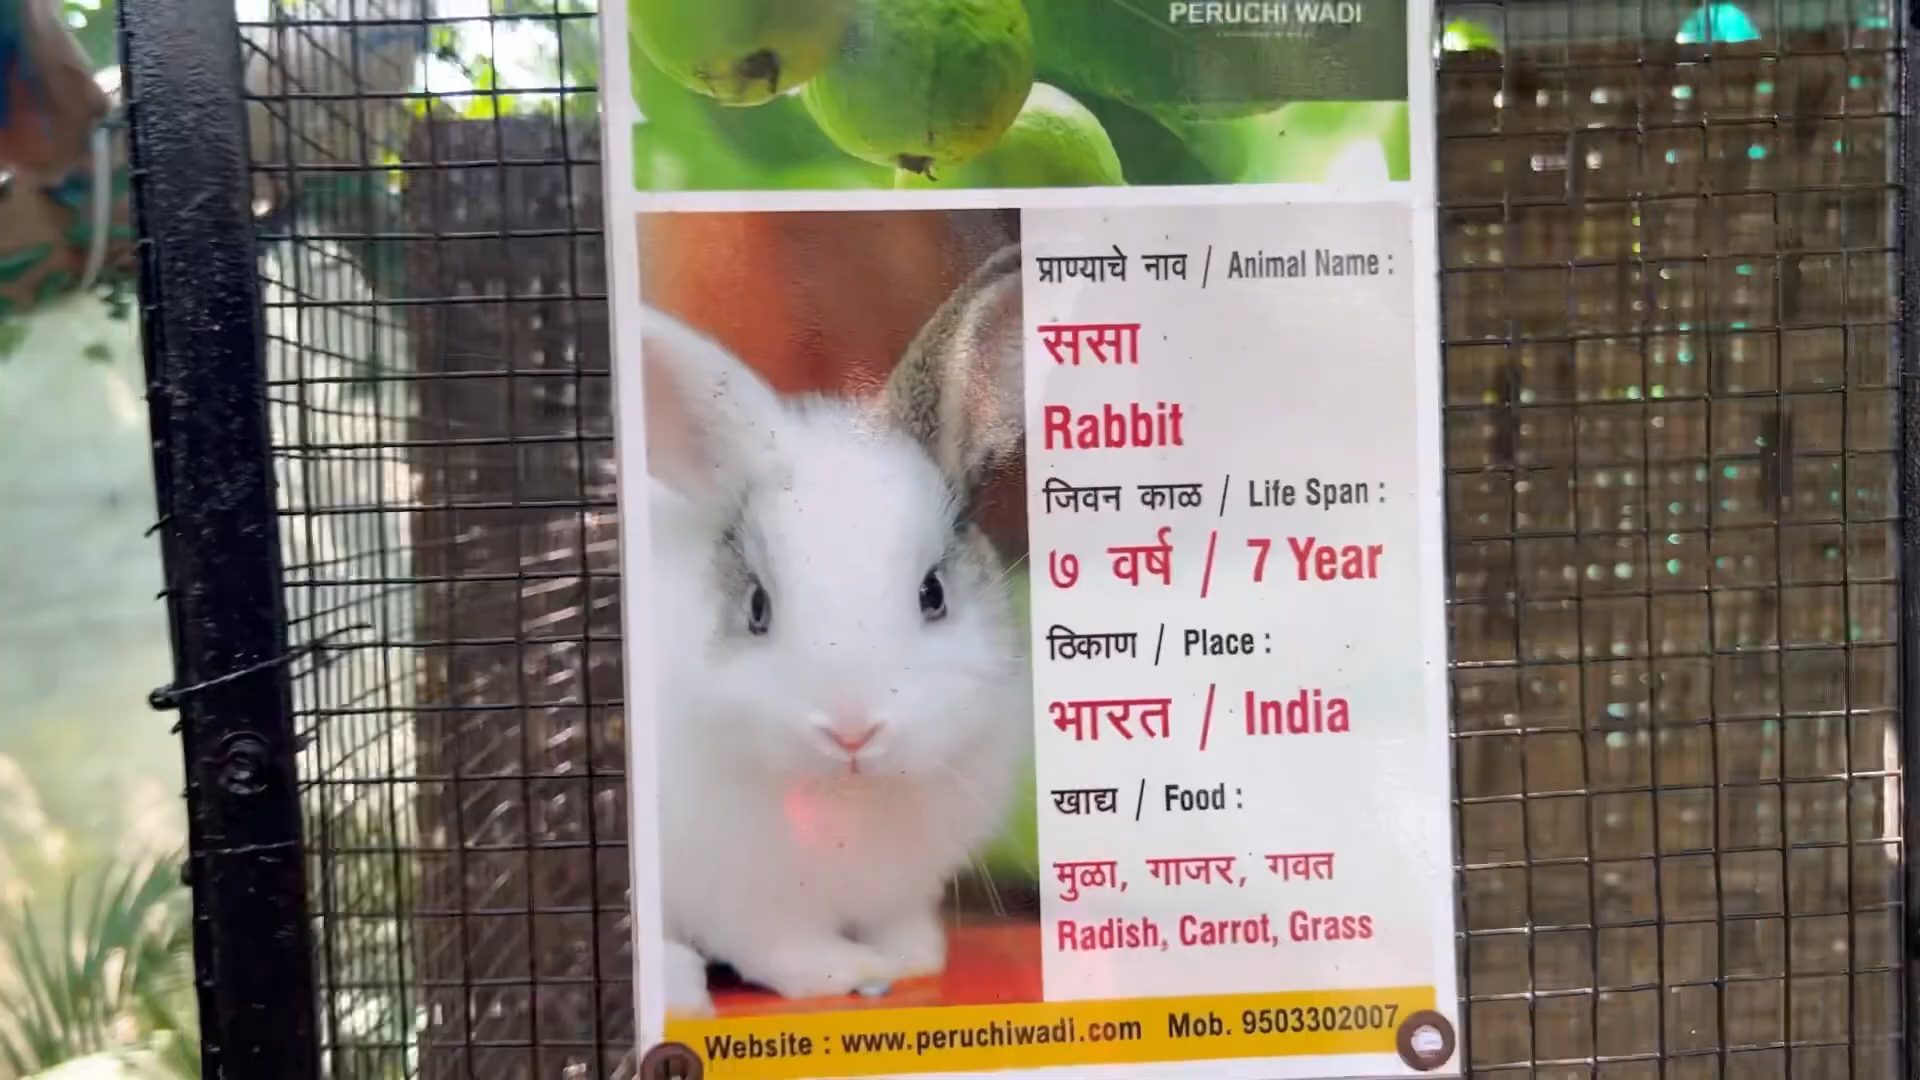 PERUCHI WADI
प्राण्याचे नाव / Animal Name :
ससा
Rabbit
जिवन काळ / Life Span :
७ वर्ष / 7 Year
ठिकाण / Place :
भारत / India
खाद्य / Food :
मुळा, गाजर, गवत
Radish, Carrot, Grass
Website : www.peruchiwadi.com Mob. 9503302007